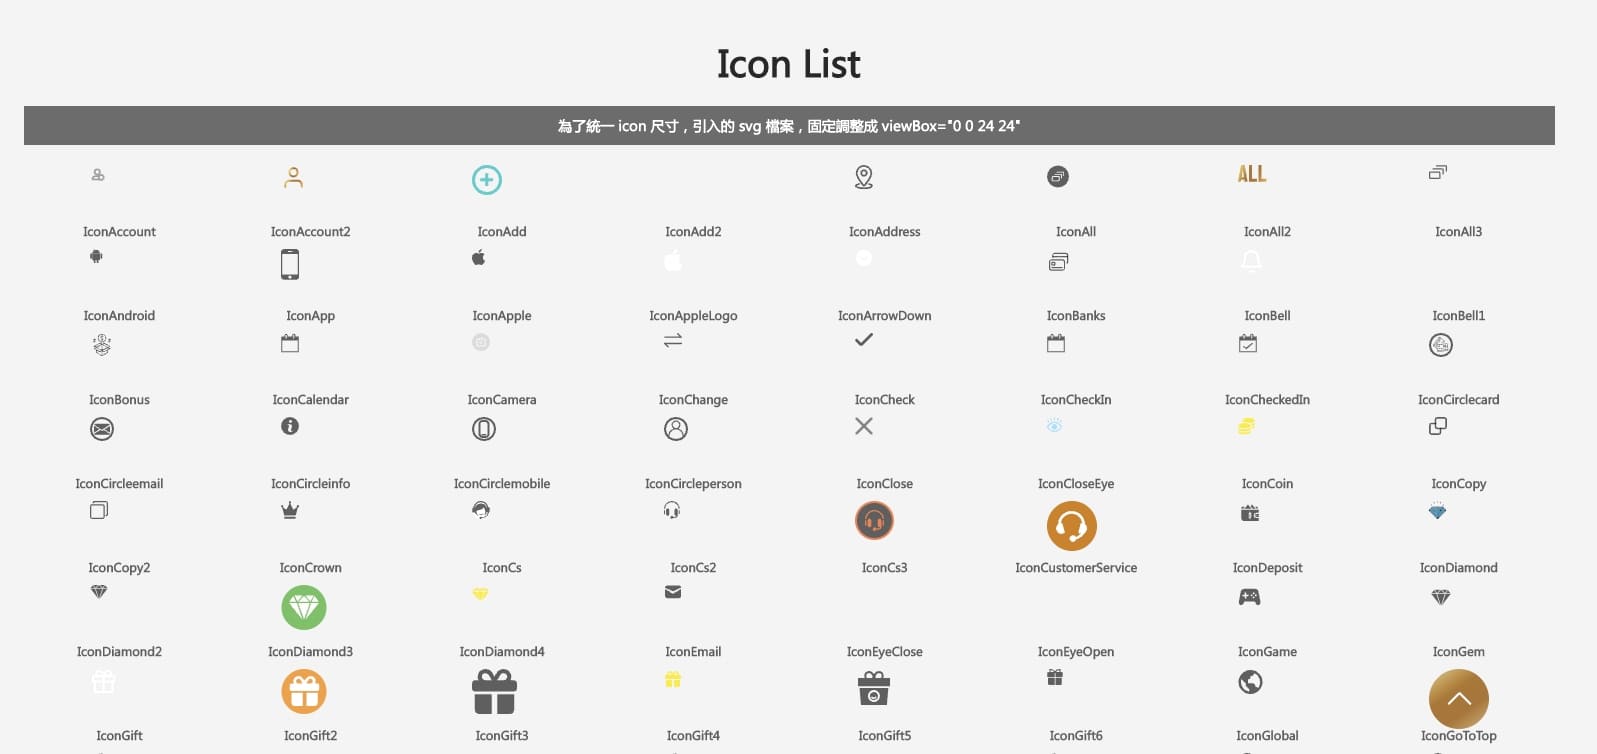 Icon List
為了統一 icon 尺寸，引入的 svg 檔案，固定調整成 viewBox="0 0 24 24"
ALL
IconAccount IconAccount2 IconAdd IconAdd2 IconAddress IconAll IconAll2 IconAll3
IconAndroid IconApp IconApple IconAppleLogo IconArrowDown IconBanks IconBell IconBell1
IconBonus IconCalendar IconCamera IconChange IconCheck IconCheckIn IconCheckedIn IconCirclecard
IconCircleemail IconCircleinfo IconCirclemobile IconCircleperson IconClose IconCloseEye IconCoin IconCopy
IconCopy2 IconCrown IconCs IconCs2 IconCs3 IconCustomerService IconDeposit IconDiamond
IconDiamond2 IconDiamond3 IconDiamond4 IconEmail IconEyeClose IconEyeOpen IconGame IconGem
IconGift IconGift2 IconGift3 IconGift4 IconGift5 IconGift6 IconGlobal IconGoToTop